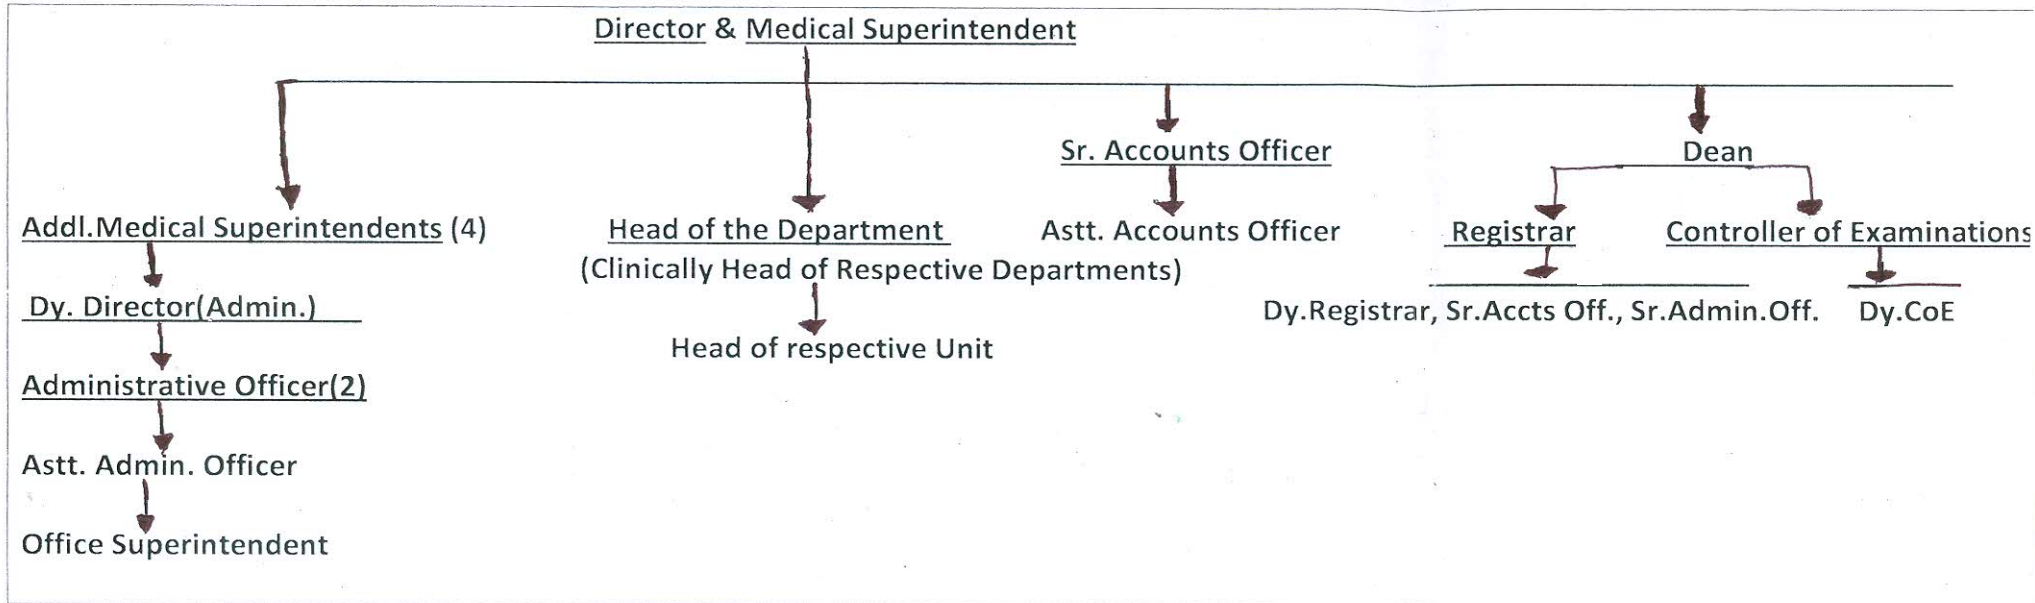 Director & Medical Superintendent
Sr. Accounts Officer
Dean
Addl.Medical Superintendents (4)
Head of the Department
(Clinically Head of Respective Departments)
Astt. Accounts Officer
Registrar
Controller of Examinations
Dy. Director(Admin.)
Dy.Registrar, Sr.Accts Off., Sr.Admin.Off.
Dy.CoE
Head of respective Unit
Administrative Officer(2)
Astt. Admin. Officer
Office Superintendent